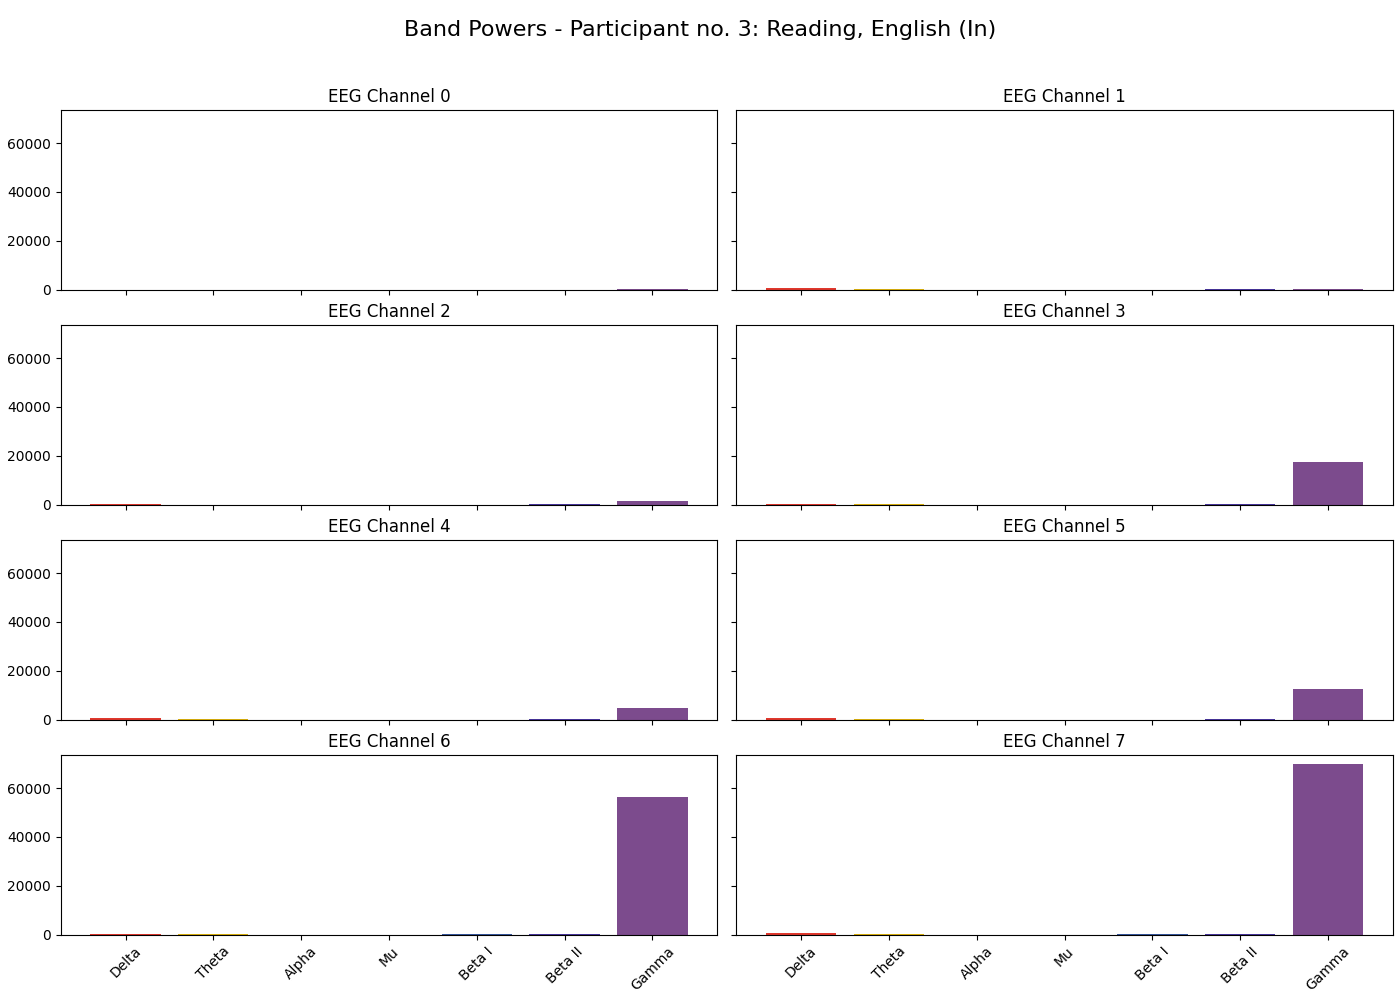 Band Powers - Participant no. 3: Reading, English (In)
EEG Channel 0
EEG Channel 1
60000
40000
20000
0
EEG Channel 2
EEG Channel 3
60000
40000
20000
0
EEG Channel 4
EEG Channel 5
60000
40000
20000
0
EEG Channel 6
EEG Channel 7
60000
40000
20000
0
Delta Theta Alpha Mu Beta I Beta II Gamma
Delta Theta Alpha Mu Beta I Beta II Gamma